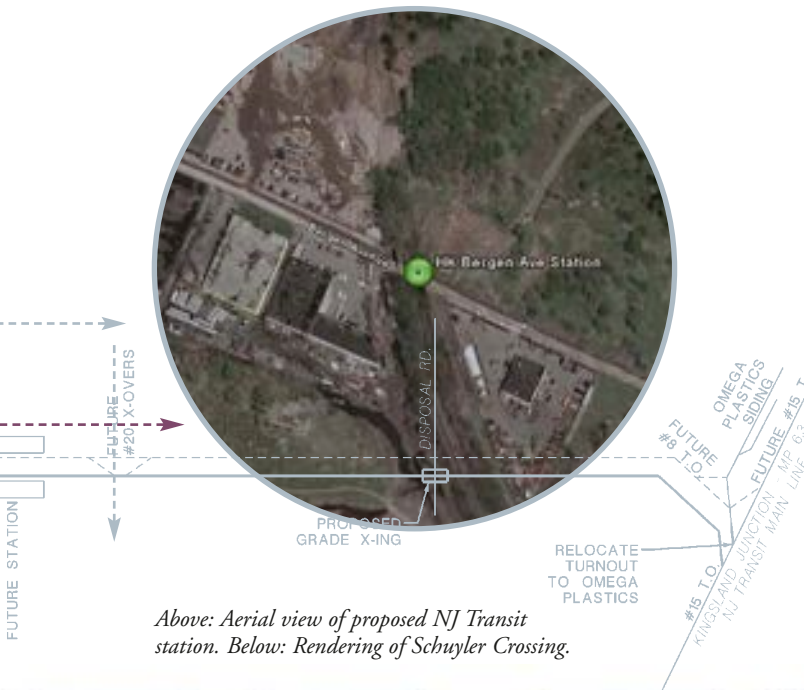 HK Bergen Ave Station
DISPOSAL RD.
FUTURE
#20 X-OVERS
FUTURE STATION
PROPOSED
GRADE X-ING
RELOCATE
TURNOUT
TO OMEGA
PLASTICS
OMEGA
PLASTICS
SIDING
FUTURE
#8 T.O.
FUTURE #15 T.
#15 T.O.
KINGSLAND JUNCTION - MP 6.3
NJ TRANSIT MAIN LINE
Above: Aerial view of proposed NJ Transit
station. Below: Rendering of Schuyler Crossing.